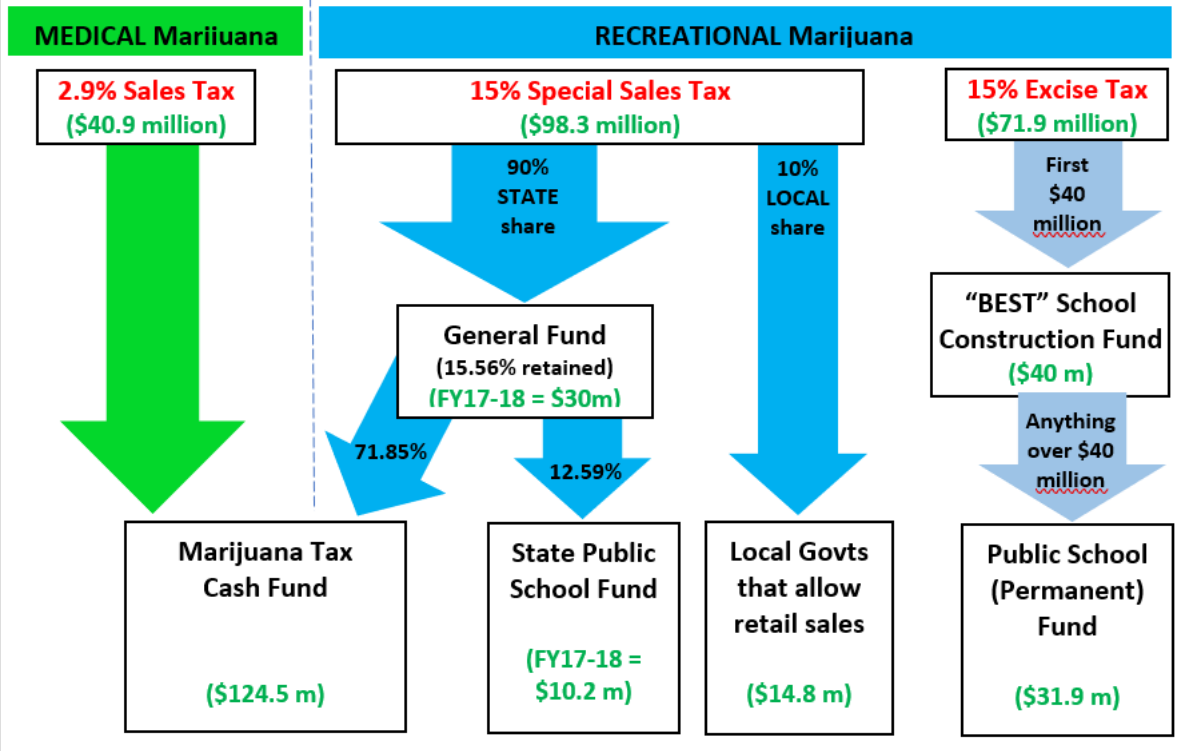 MEDICAL Mariiuana
RECREATIONAL Marijuana
2.9% Sales Tax
($40.9 million)
15% Special Sales Tax
($98.3 million)
15% Excise Tax
($71.9 million)
90%
STATE
share
10%
LOCAL
share
First
$40
million
General Fund
(15.56% retained)
(FY17-18 = $30m)
“BEST” School
Construction Fund
($40 m)
71.85%
12.59%
Anything
over $40
million
Marijuana Tax
Cash Fund
($124.5 m)
State Public
School Fund
(FY17-18 =
$10.2 m)
Local Govts
that allow
retail sales
($14.8 m)
Public School
(Permanent)
Fund
($31.9 m)